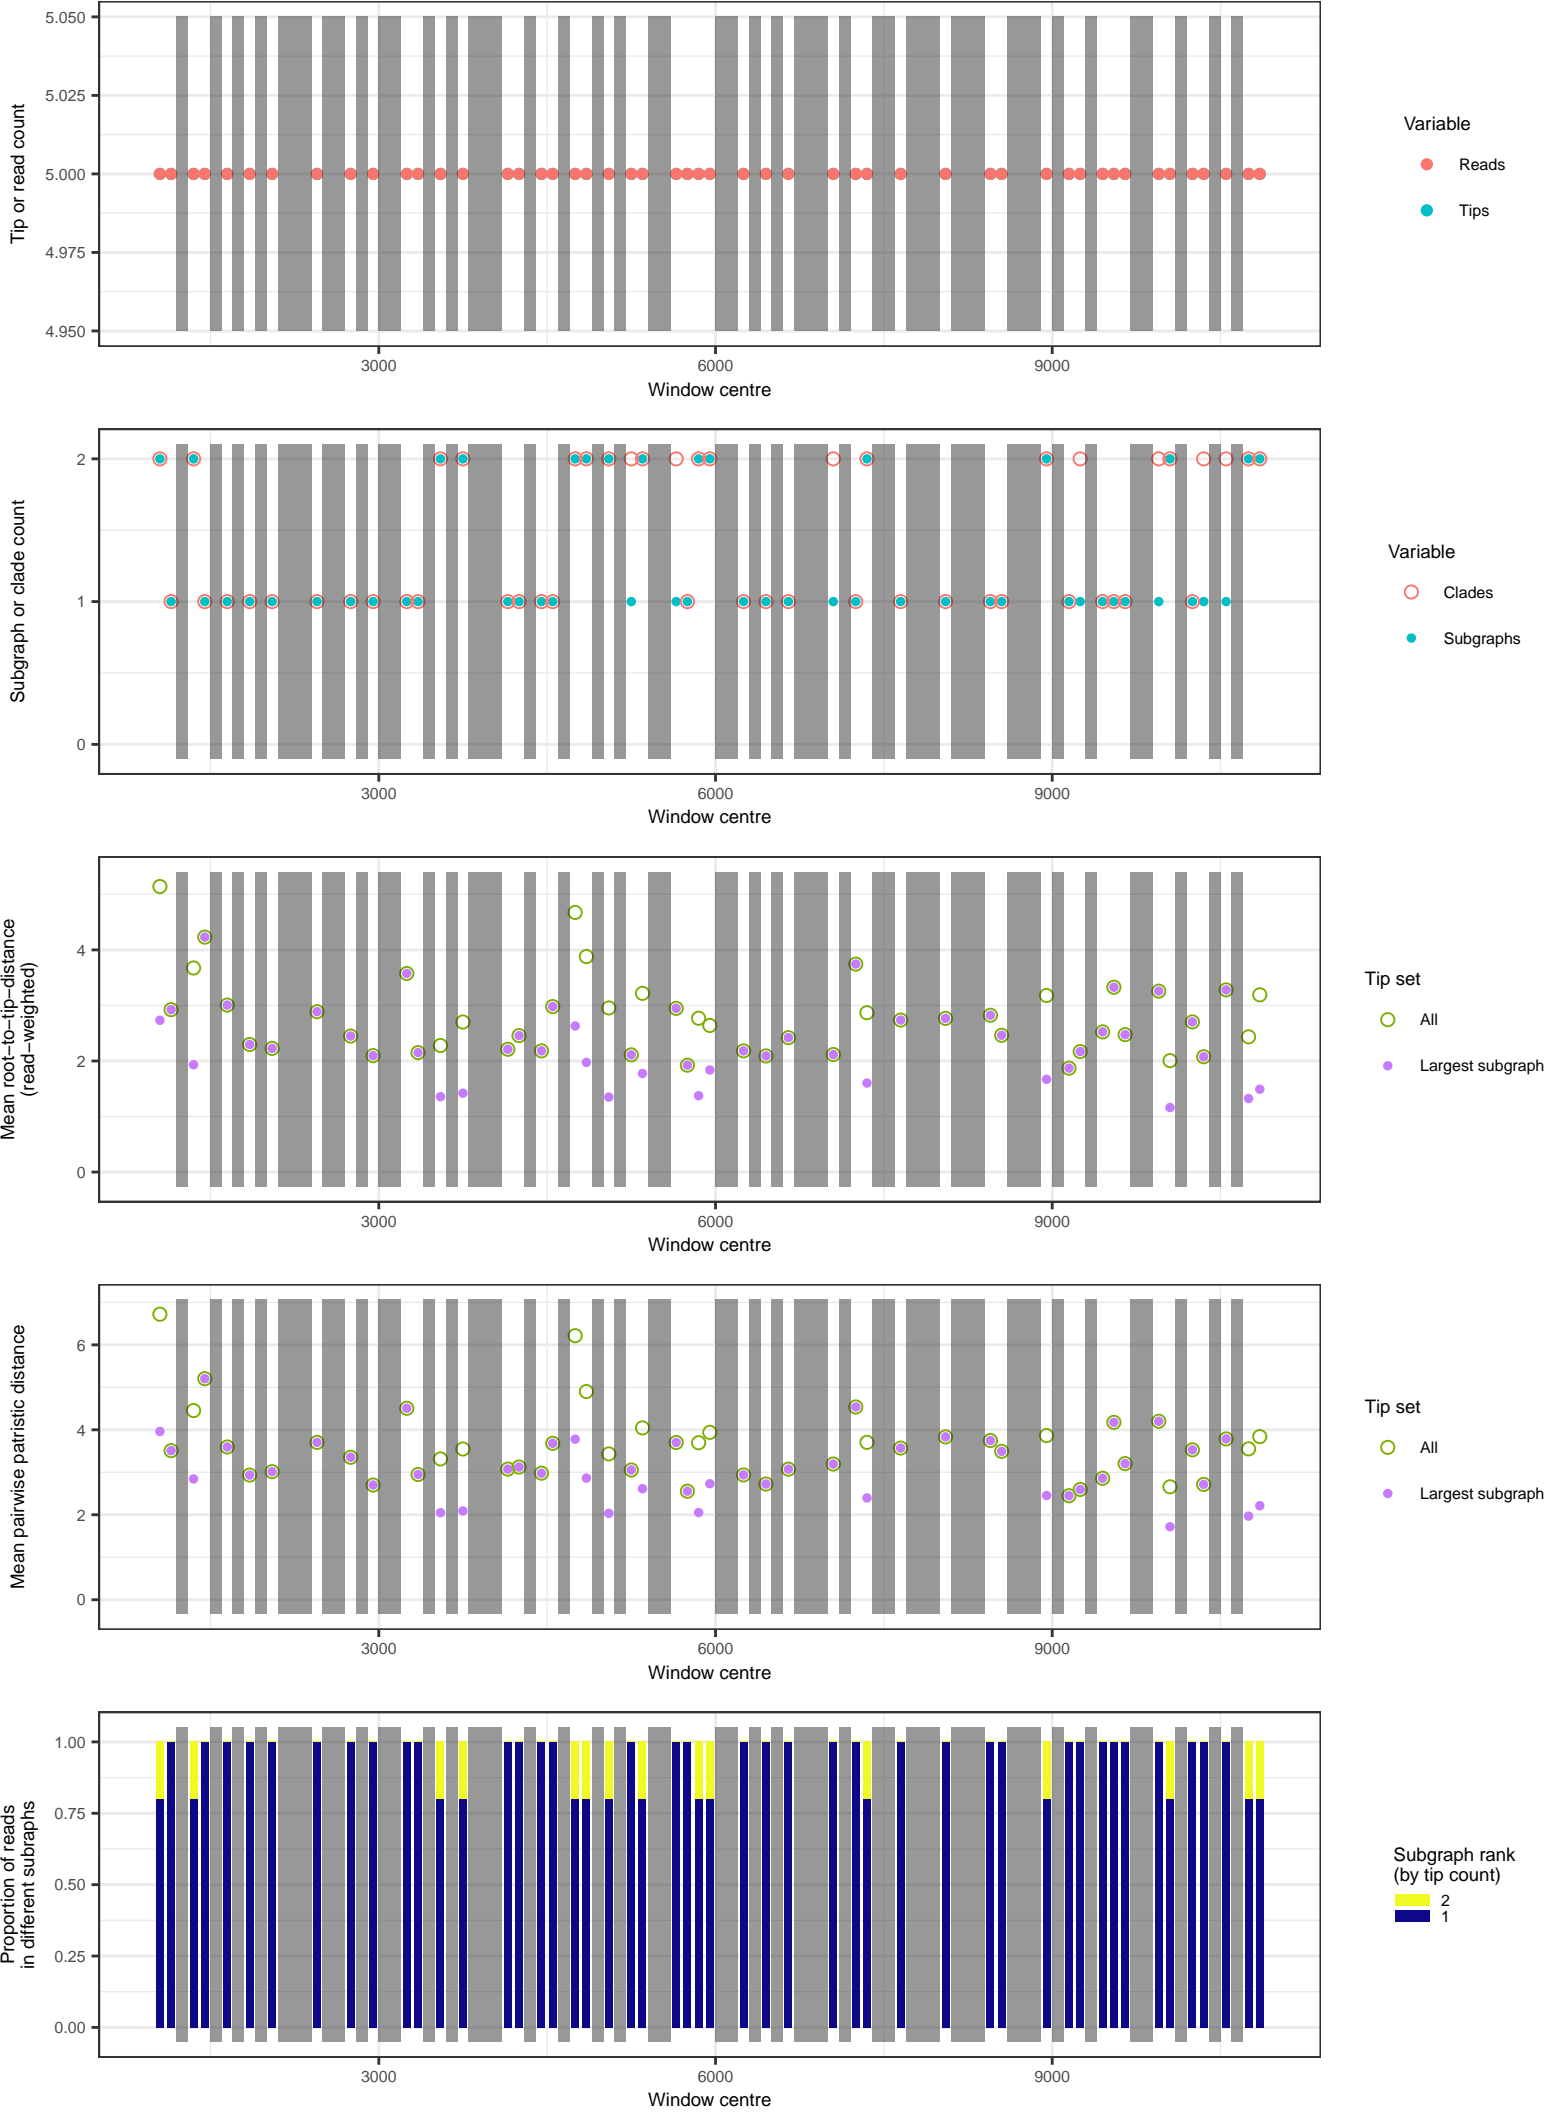 5.050
5.025
5.000
4.975
4.950
Tip or read count
3000 6000 9000
Window centre
Variable
Reads
Tips
2
1
0
Subgraph or clade count
3000 6000 9000
Window centre
Variable
Clades
Subgraphs
4
2
0
Mean root−to−tip−distance
(read−weighted)
3000 6000 9000
Window centre
Tip set
All
Largest subgraph
6
4
2
0
Mean pairwise patristic distance
3000 6000 9000
Window centre
Tip set
All
Largest subgraph
1.00
0.75
0.50
0.25
0.00
Proportion of reads
in different subraphs
3000 6000 9000
Window centre
Subgraph rank
(by tip count)
2
1